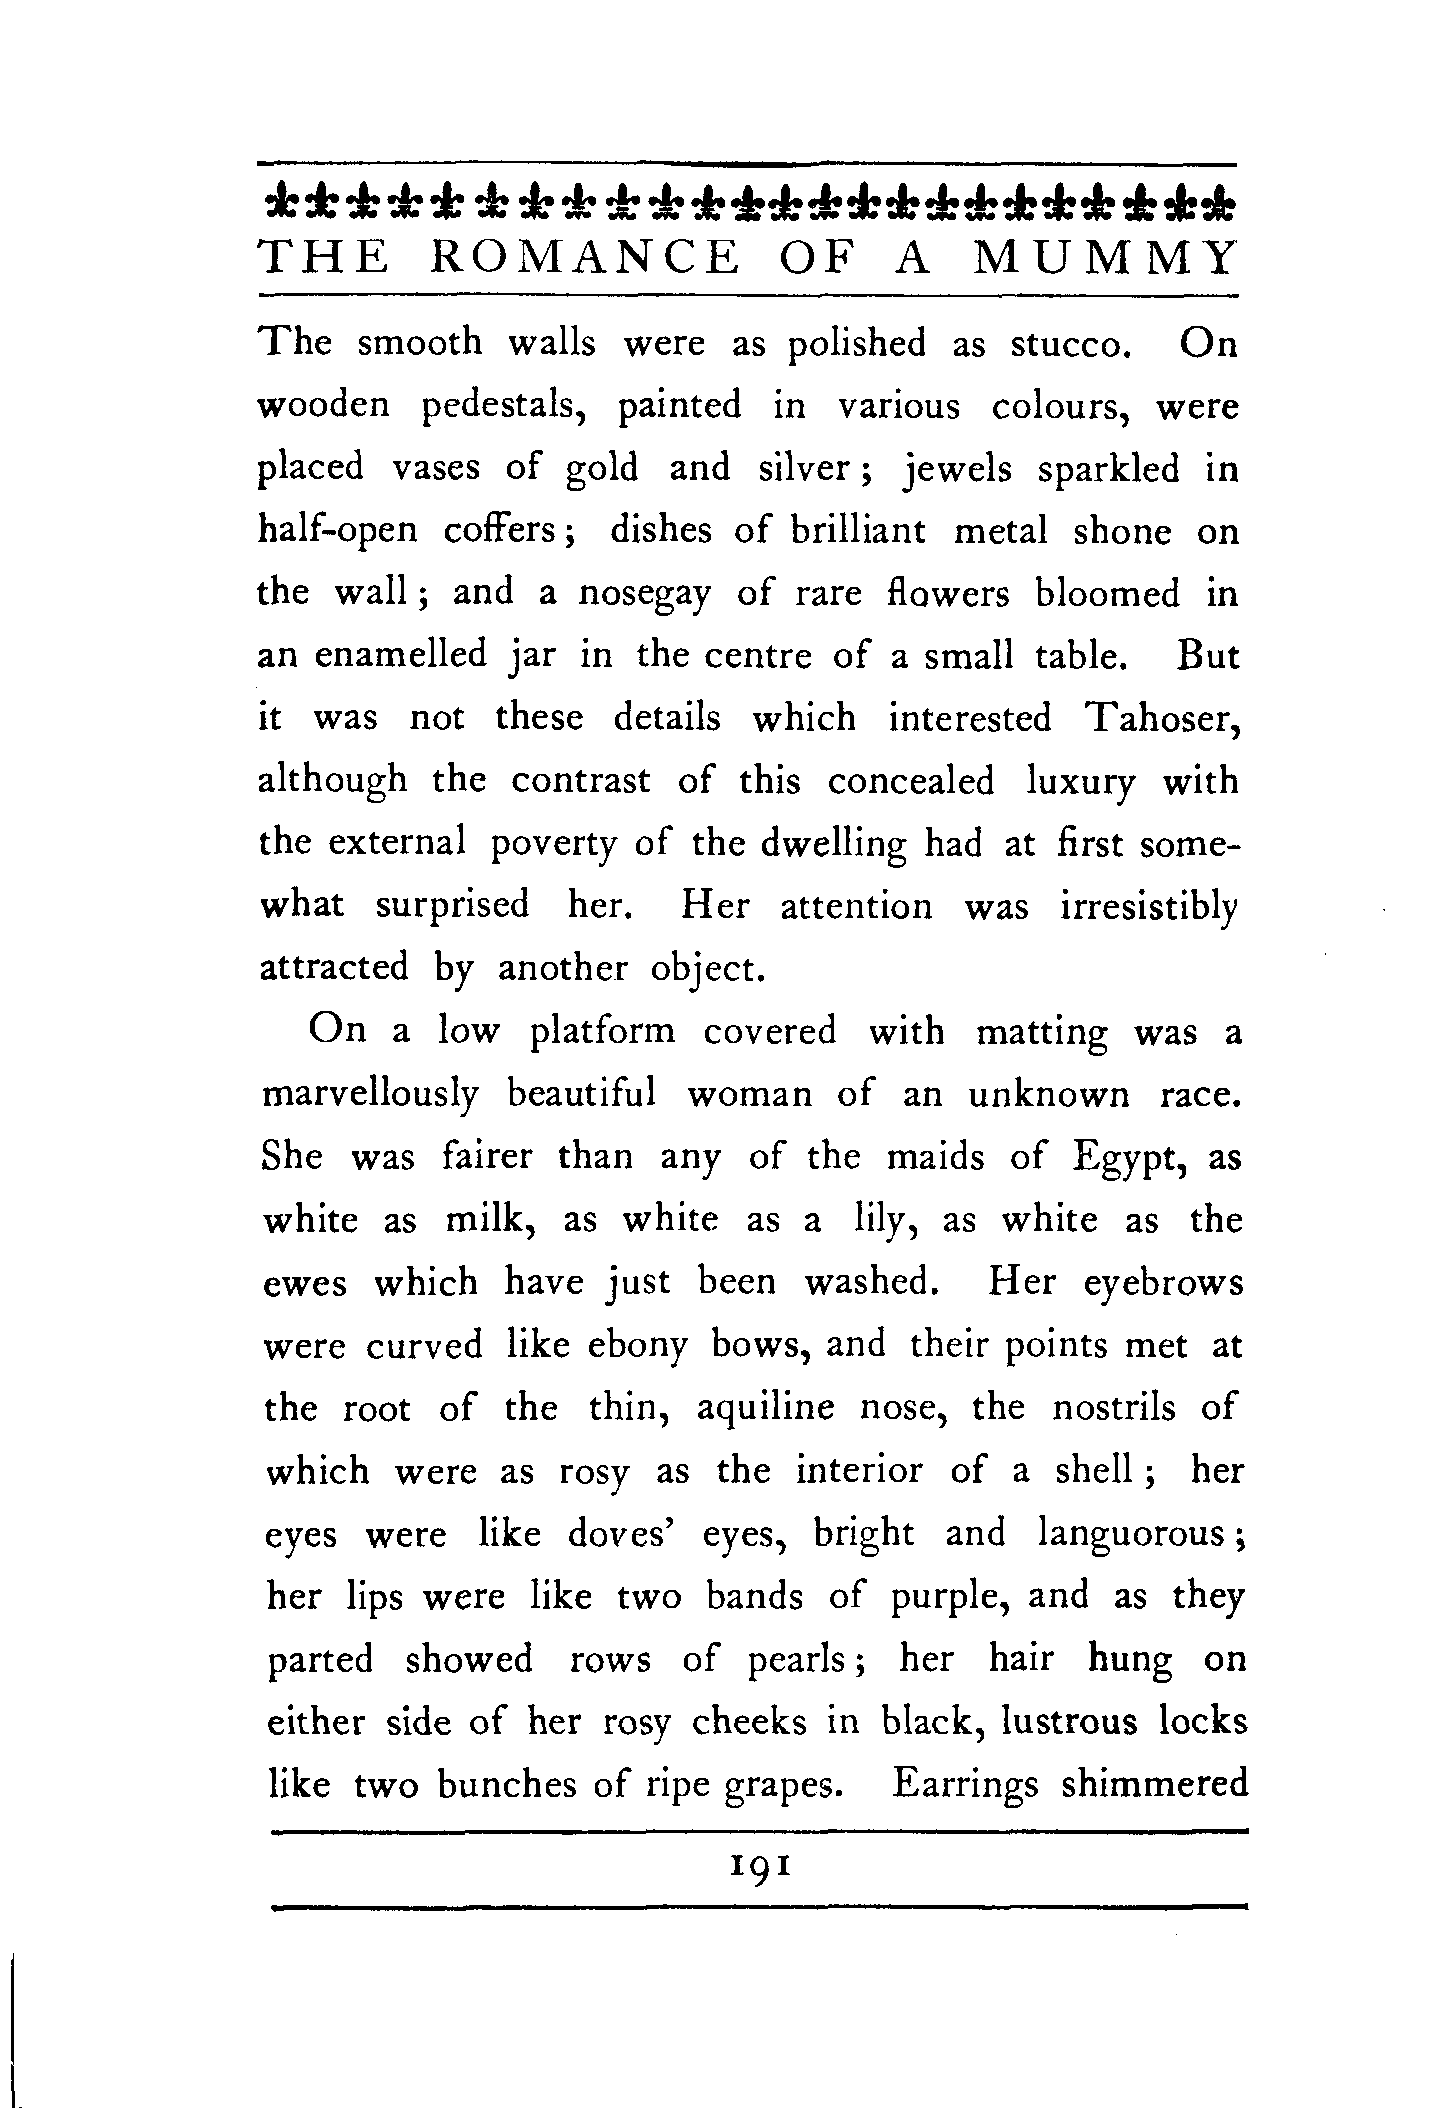 THE ROMANCE OF A MUMMY
The smooth walls were as polished as stucco. On
wooden pedestals, painted in various colours, were
placed vases of gold and silver; jewels sparkled in
half-open coffers; dishes of brilliant metal shone on
the wall; and a nosegay of rare flowers bloomed in
an enamelled jar in the centre of a small table. But
it was not these details which interested Tahoser,
although the contrast of this concealed luxury with
the external poverty of the dwelling had at first some-
what surprised her. Her attention was irresistibly
attracted by another object.
On a low platform covered with matting was a
marvellously beautiful woman of an unknown race.
She was fairer than any of the maids of Egypt, as
white as milk, as white as a lily, as white as the
ewes which have just been washed. Her eyebrows
were curved like ebony bows, and their points met at
the root of the thin, aquiline nose, the nostrils of
which were as rosy as the interior of a shell; her
eyes were like doves' eyes, bright and languorous;
her lips were like two bands of purple, and as they
parted showed rows of pearls; her hair hung on
either side of her rosy cheeks in black, lustrous locks
like two bunches of ripe grapes. Earrings shimmered
191